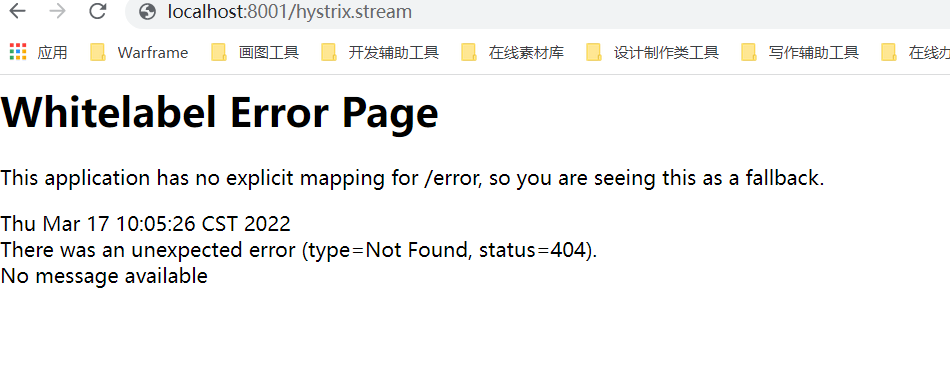 localhost:8001/hystrix.stream
应用 Warframe 画图工具 开发辅助工具 在线素材库 设计制作类工具 写作辅助工具 在线办
Whitelabel Error Page
This application has no explicit mapping for /error, so you are seeing this as a fallback.
Thu Mar 17 10:05:26 CST 2022
There was an unexpected error (type=Not Found, status=404).
No message available